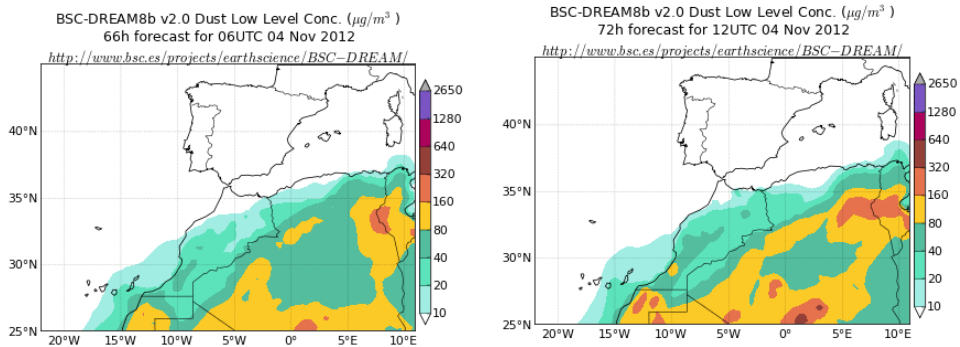 BSC-DREAM8b v2.0 Dust Low Level Conc. (μg/m³ )
66h forecast for 06UTC 04 Nov 2012
http://www.bsc.es/projects/earthscience/BSC−DREAM/
40°N
35°N
30°N
25°N
20°W
15°W
10°W
5°W
0°E
5°E
10°E
2650
1280
640
320
160
80
40
20
10
BSC-DREAM8b v2.0 Dust Low Level Conc. (μg/m³ )
72h forecast for 12UTC 04 Nov 2012
http://www.bsc.es/projects/earthscience/BSC−DREAM/
40°N
35°N
30°N
25°N
20°W
15°W
10°W
5°W
0°E
5°E
10°E
2650
1280
640
320
160
80
40
20
10